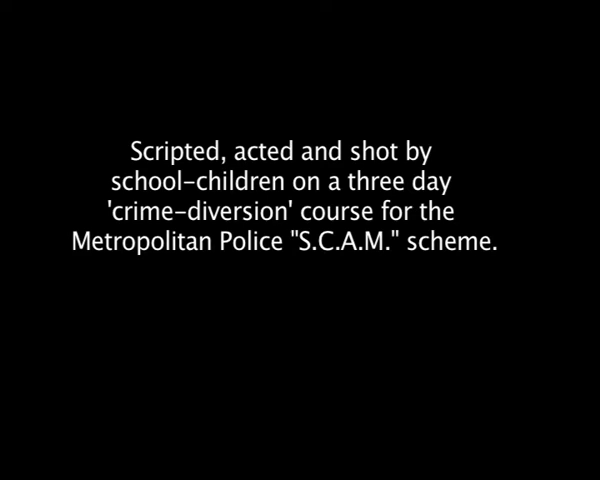 Scripted, acted and shot by
school-children on a three day
'crime-diversion' course for the
Metropolitan Police "S.C.A.M." scheme.